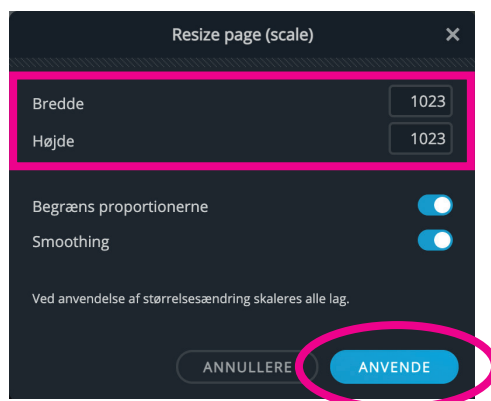 Resize page (scale)
Bredde 1023
Højde 1023
Begræns proportionerne
Smoothing
Ved anvendelse af størrelsesændring skaleres alle lag.
ANNULLERE ANVENDE